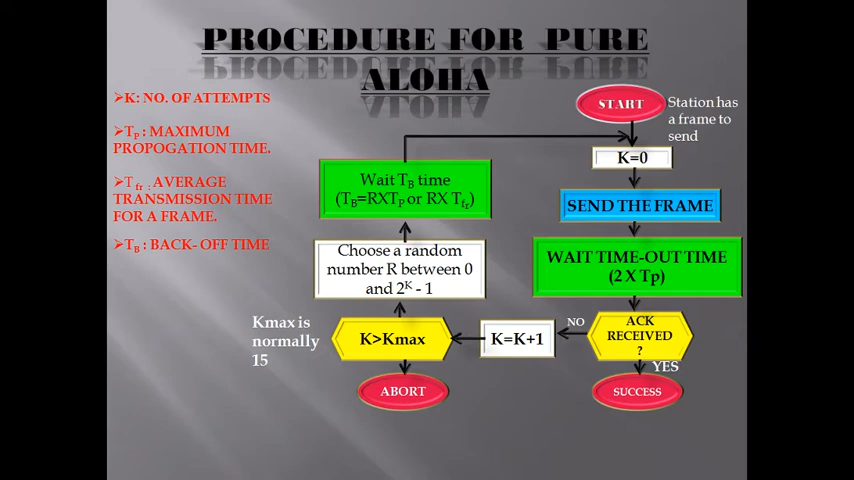 PROCEDURE FOR PURE
ALOHA
➢K: NO. OF ATTEMPTS
➢TP : MAXIMUM
PROPOGATION TIME.
➢T fr : AVERAGE
TRANSMISSION TIME
FOR A FRAME.
➢TB : BACK- OFF TIME
START
Station has
a frame to
send
K=0
SEND THE FRAME
WAIT TIME-OUT TIME
(2 X Tp)
ACK
RECEIVED
?
NO
YES
SUCCESS
K=K+1
K>Kmax
Kmax is
normally
15
ABORT
Choose a random
number R between 0
and 2K - 1
Wait TB time
(TB=RXTP or RX Tfr)